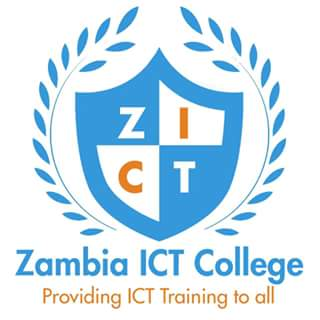 Z I
C T
Zambia ICT College
Providing ICT Training to all